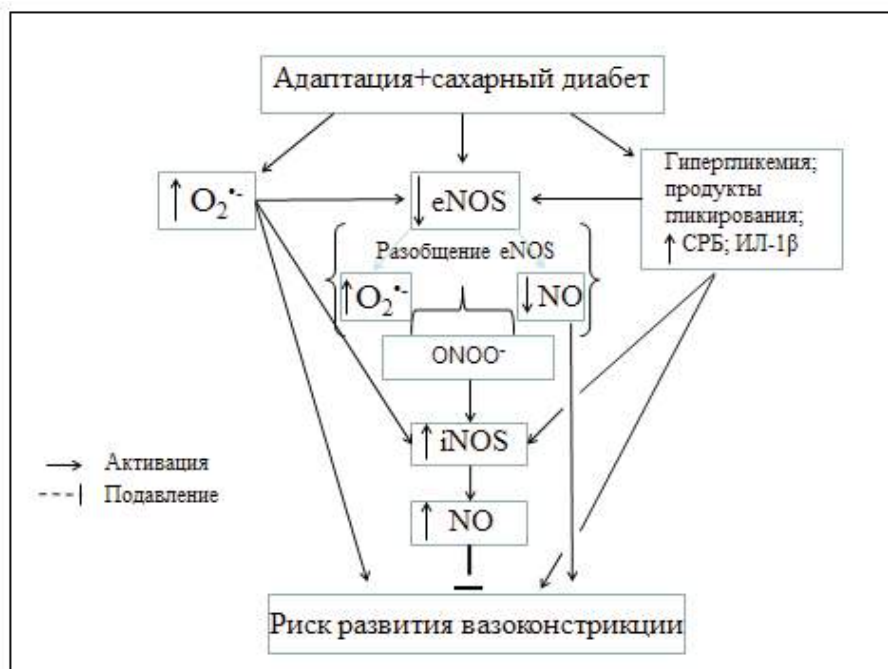 Адаптация+сахарный диабет
↑ O₂•-
↓ eNOS
Гипергликемия;
продукты
гликирования;
↑ СРБ; ИЛ-1β
Разобщение eNOS
↑O₂•-
↓NO
ONOO⁻
↑ iNOS
Активация
Подавление
↑ NO
Риск развития вазоконстрикции